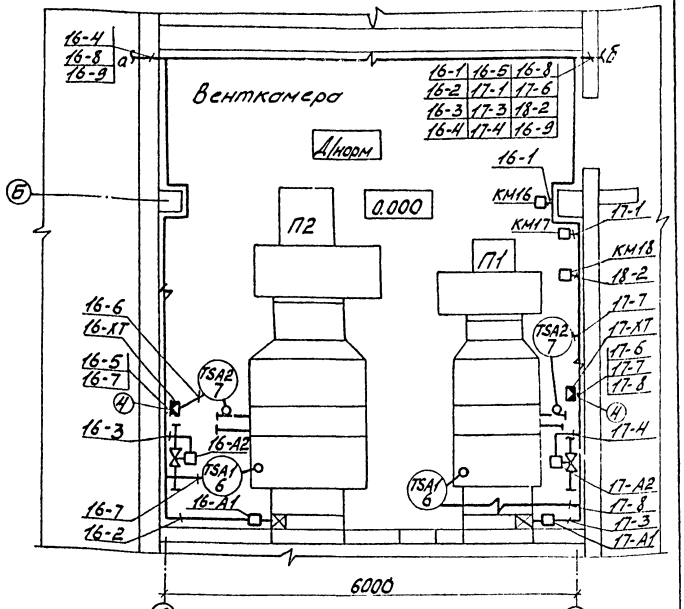 16-4
16-8
16-9
а
б
16-1 16-5 16-8
16-2 17-1 17-6
16-3 17-3 18-2
16-4 17-4 16-9
Венткамера
Д/норм
16-1
КМ16
Б
0.000
17-1
КМ17
П2
П1
КМ18
18-2
16-6
17-7
16-ХТ
TSA2
7
TSA2
7
17-ХТ
16-5
16-7
17-6
17-7
17-8
4
4
16-3
17-4
16-А2
TSA1
6
TSA1
6
17-А2
16-7
16-А1
17-8
16-2
17-3
17-А1
6000